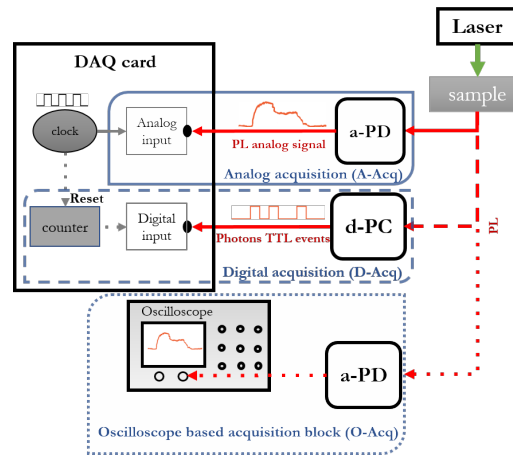 Laser
DAQ card
sample
clock
Analog
input
a-PD
PL analog signal
Analog acquisition (A-Acq)
Reset
counter
Digital
input
d-PC
PL
Photons TTL events
Digital acquisition (D-Acq)
Oscilloscope
a-PD
Oscilloscope based acquisition block (O-Acq)